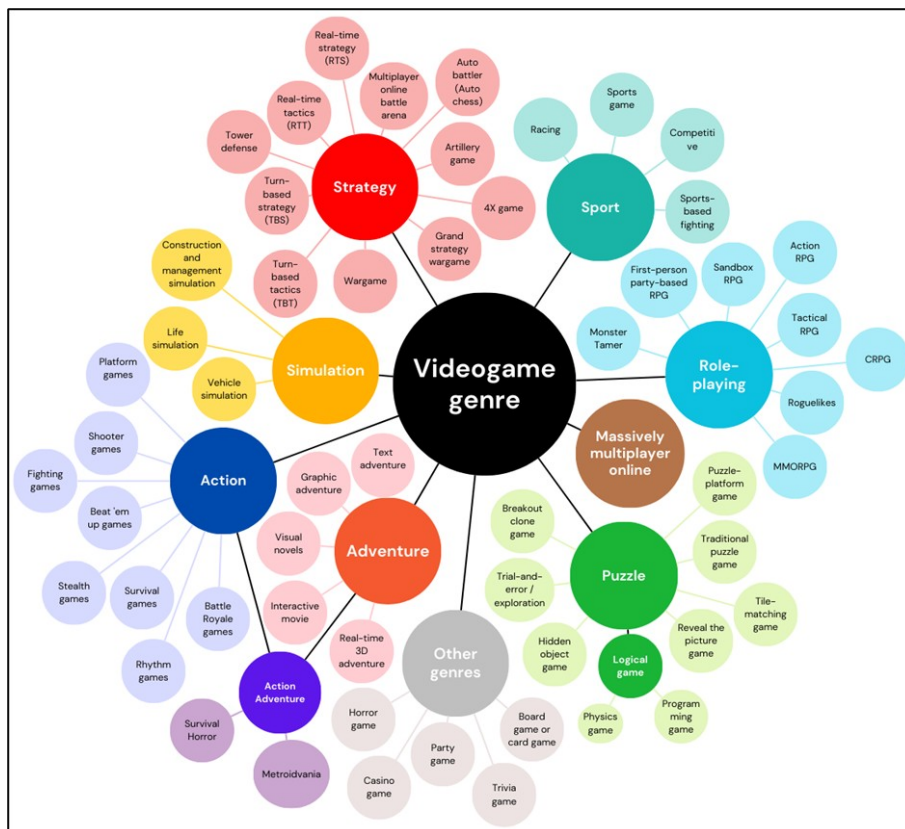 Videogame
genre
Strategy
Real-time
strategy
(RTS)
Multiplayer
online
battle
arena
Auto
battler
(Auto
chess)
Real-time
tactics
(RTT)
Tower
defense
Artillery
game
Turn-
based
strategy
(TBS)
4X game
Grand
strategy
wargame
Turn-
based
tactics
(TBT)
Wargame
Sport
Racing
Sports
game
Competiti
ve
Sports-
based
fighting
Role-
playing
First-person
party-based
RPG
Sandbox
RPG
Action
RPG
Monster
Tamer
Tactical
RPG
CRPG
Roguelikes
MMORPG
Massively
multiplayer
online
Simulation
Construction
and
management
simulation
Life
simulation
Vehicle
simulation
Action
Platform
games
Shooter
games
Fighting
games
Beat 'em
up games
Stealth
games
Survival
games
Rhythm
games
Battle
Royale
games
Adventure
Text
adventure
Graphic
adventure
Visual
novels
Interactive
movie
Real-time
3D
adventure
Action
Adventure
Survival
Horror
Metroidvania
Other
genres
Horror
game
Casino
game
Party
game
Trivia
game
Board
game or
card game
Puzzle
Puzzle-
platform
game
Breakout
clone
game
Traditional
puzzle
game
Trial-and-
error /
exploration
Tile-
matching
game
Hidden
object
game
Reveal the
picture game
Logical
game
Physics
game
Program
ming
game